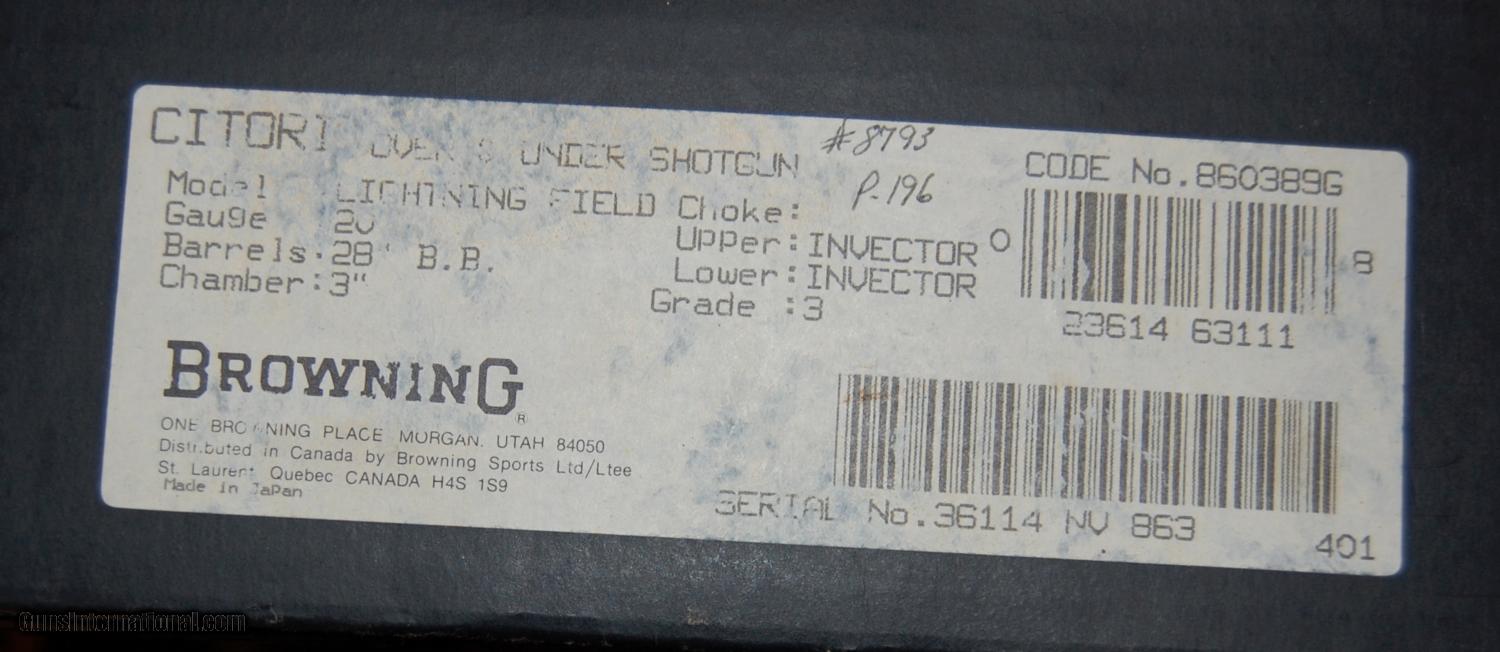 CITORI OVER & UNDER SHOTGUN
#8793
P-196
CODE No.860389G
Model LIGHTNING FIELD
Gauge 20
Barrels.28" B.B.
Chamber:3"
Choke:
Upper:INVECTOR
Lower:INVECTOR
Grade :3
0 8
23614 63111
BROWNING®
ONE BROWNING PLACE MORGAN. UTAH 84050
Distributed in Canada by Browning Sports Ltd/Ltee
St. Laurent Quebec CANADA H4S 1S9
Made in Japan
SERIAL No.36114 NV 863
401
GunsInternational.com